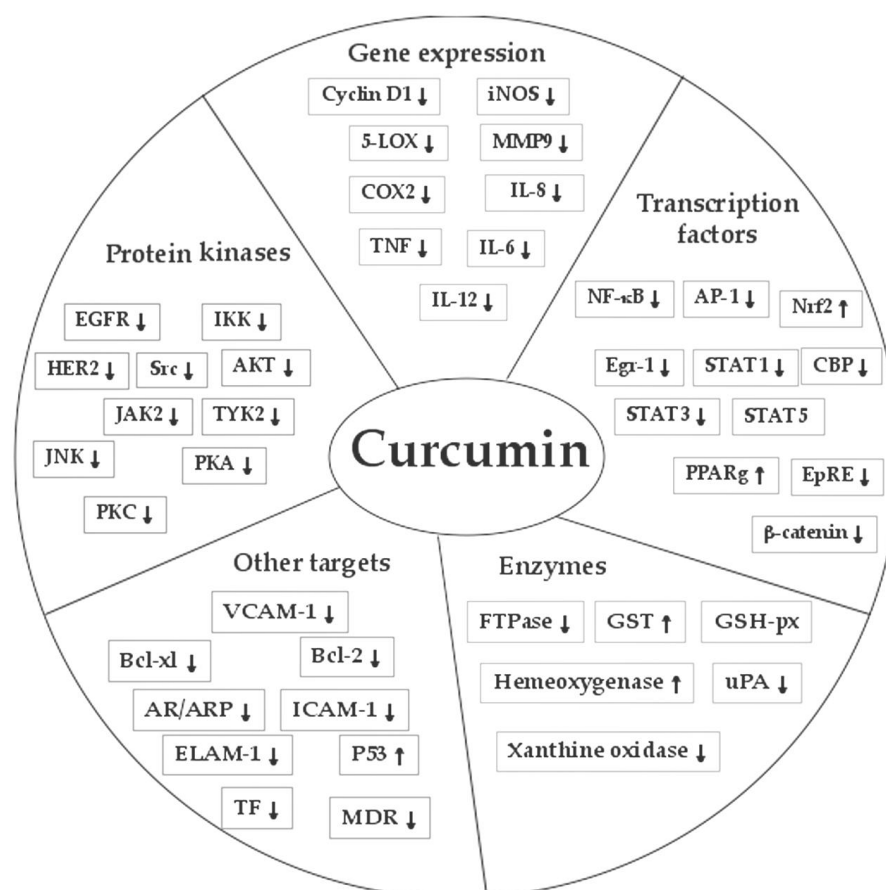 Gene expression
Cyclin D1 ↓ iNOS ↓
5-LOX ↓ MMP9 ↓
COX2 ↓ IL-8 ↓
TNF ↓ IL-6 ↓
IL-12 ↓
Transcription
factors
NF-κB ↓ AP-1 ↓ Nrf2 ↑
Egr-1 ↓ STAT1 ↓ CBP ↓
STAT3 ↓ STAT5
PPARg ↑ EpRE ↓
β-catenin ↓
Protein kinases
EGFR ↓ IKK ↓
HER2 ↓ Src ↓ AKT ↓
JAK2 ↓ TYK2 ↓
JNK ↓ PKA ↓
PKC ↓
Curcumin
Other targets
VCAM-1 ↓
Bcl-xl ↓ Bcl-2 ↓
AR/ARP ↓ ICAM-1 ↓
ELAM-1 ↓ P53 ↑
TF ↓ MDR ↓
Enzymes
FTPase ↓ GST ↑ GSH-px
Hemeoxygenase ↑ uPA ↓
Xanthine oxidase ↓